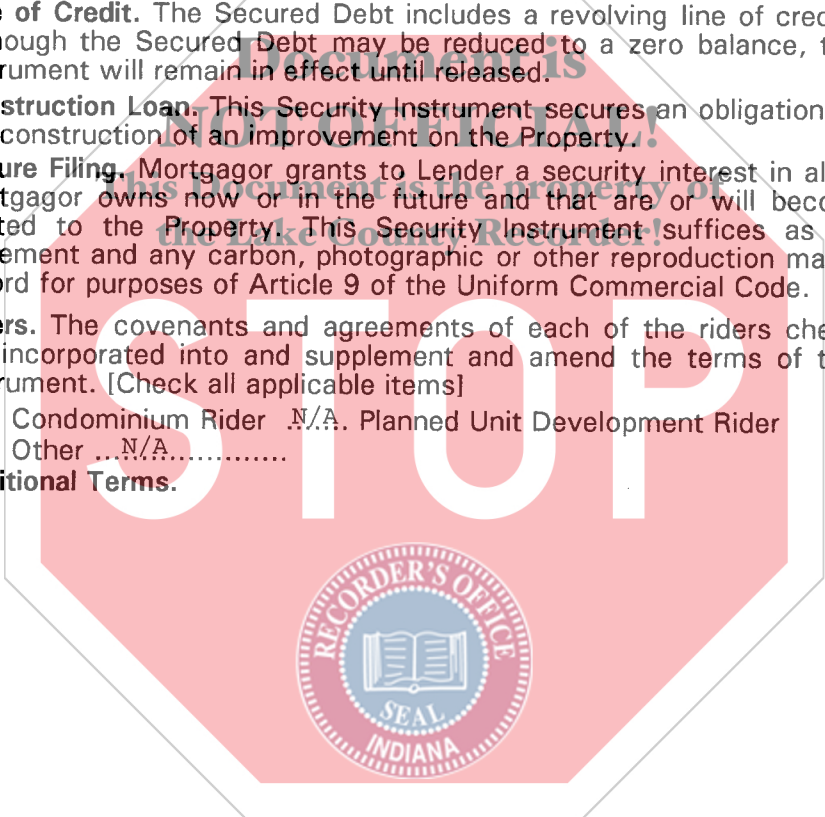 of Credit. The Secured Debt includes a revolving line of cred
ough the Secured Debt may be reduced to a zero balance, t
rument will remain in effect until released.
struction Loan. This Security Instrument secures an obligation
construction of an improvement on the Property.
ure Filing. Mortgagor grants to Lender a security interest in al
tgagor owns now or in the future and that are or will beco
ted to the Property. This Security Instrument suffices as
ement and any carbon, photographic or other reproduction ma
rd for purposes of Article 9 of the Uniform Commercial Code.
ers. The covenants and agreements of each of the riders che
incorporated into and supplement and amend the terms of t
rument. [Check all applicable items]
Condominium Rider .N/A. Planned Unit Development Rider
Other ...N/A.............
itional Terms.
Document is
NOT OFFICIAL!
This Document is the property of
the Lake County Recorder!
STOP
RECORDER'S OFFICE
SEAL
INDIANA